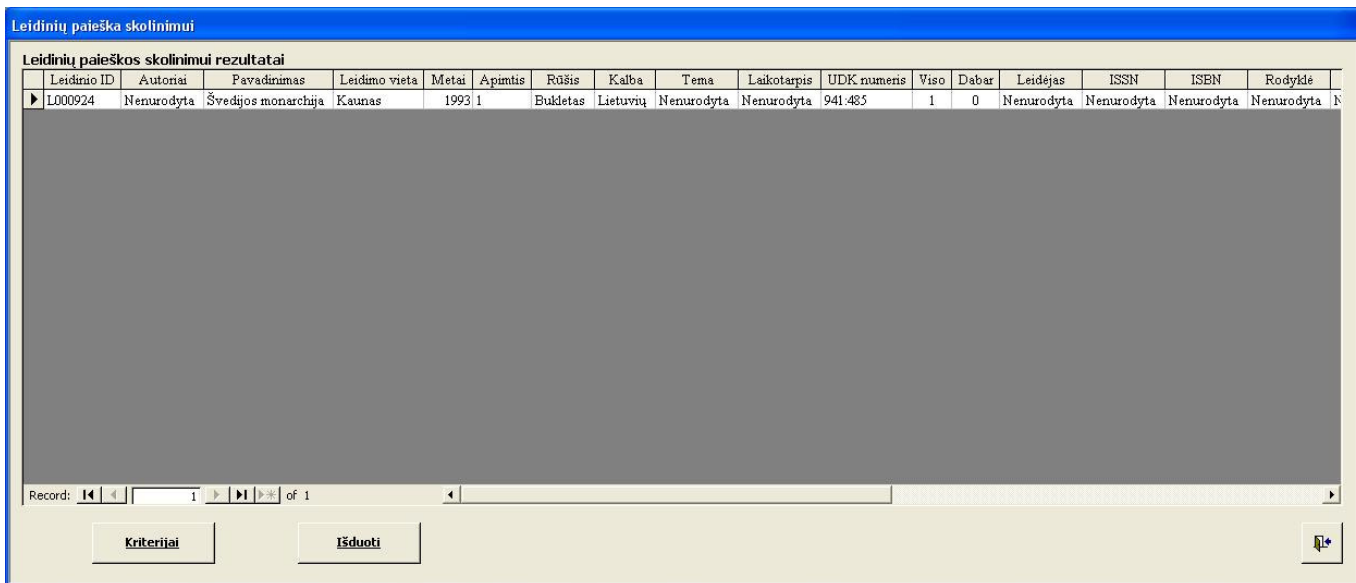 Leidinių paieška skolinimui
Leidinių paieškos skolinimui rezultatai
Leidinio ID Autoriai Pavadinimas Leidimo vieta Metai Apimtis Rūšis Kalba Tema Laikotarpis UDK numeris Viso Dabar Leidėjas ISSN ISBN Rodyklė
L000924 Nenurodyta Švedijos monarchija Kaunas 1993 1 Bukletas Lietuvių Nenurodyta Nenurodyta 941:485 1 0 Nenurodyta Nenurodyta Nenurodyta Nenurodyta N
Record: 1 of 1
Kriterijai Išduoti